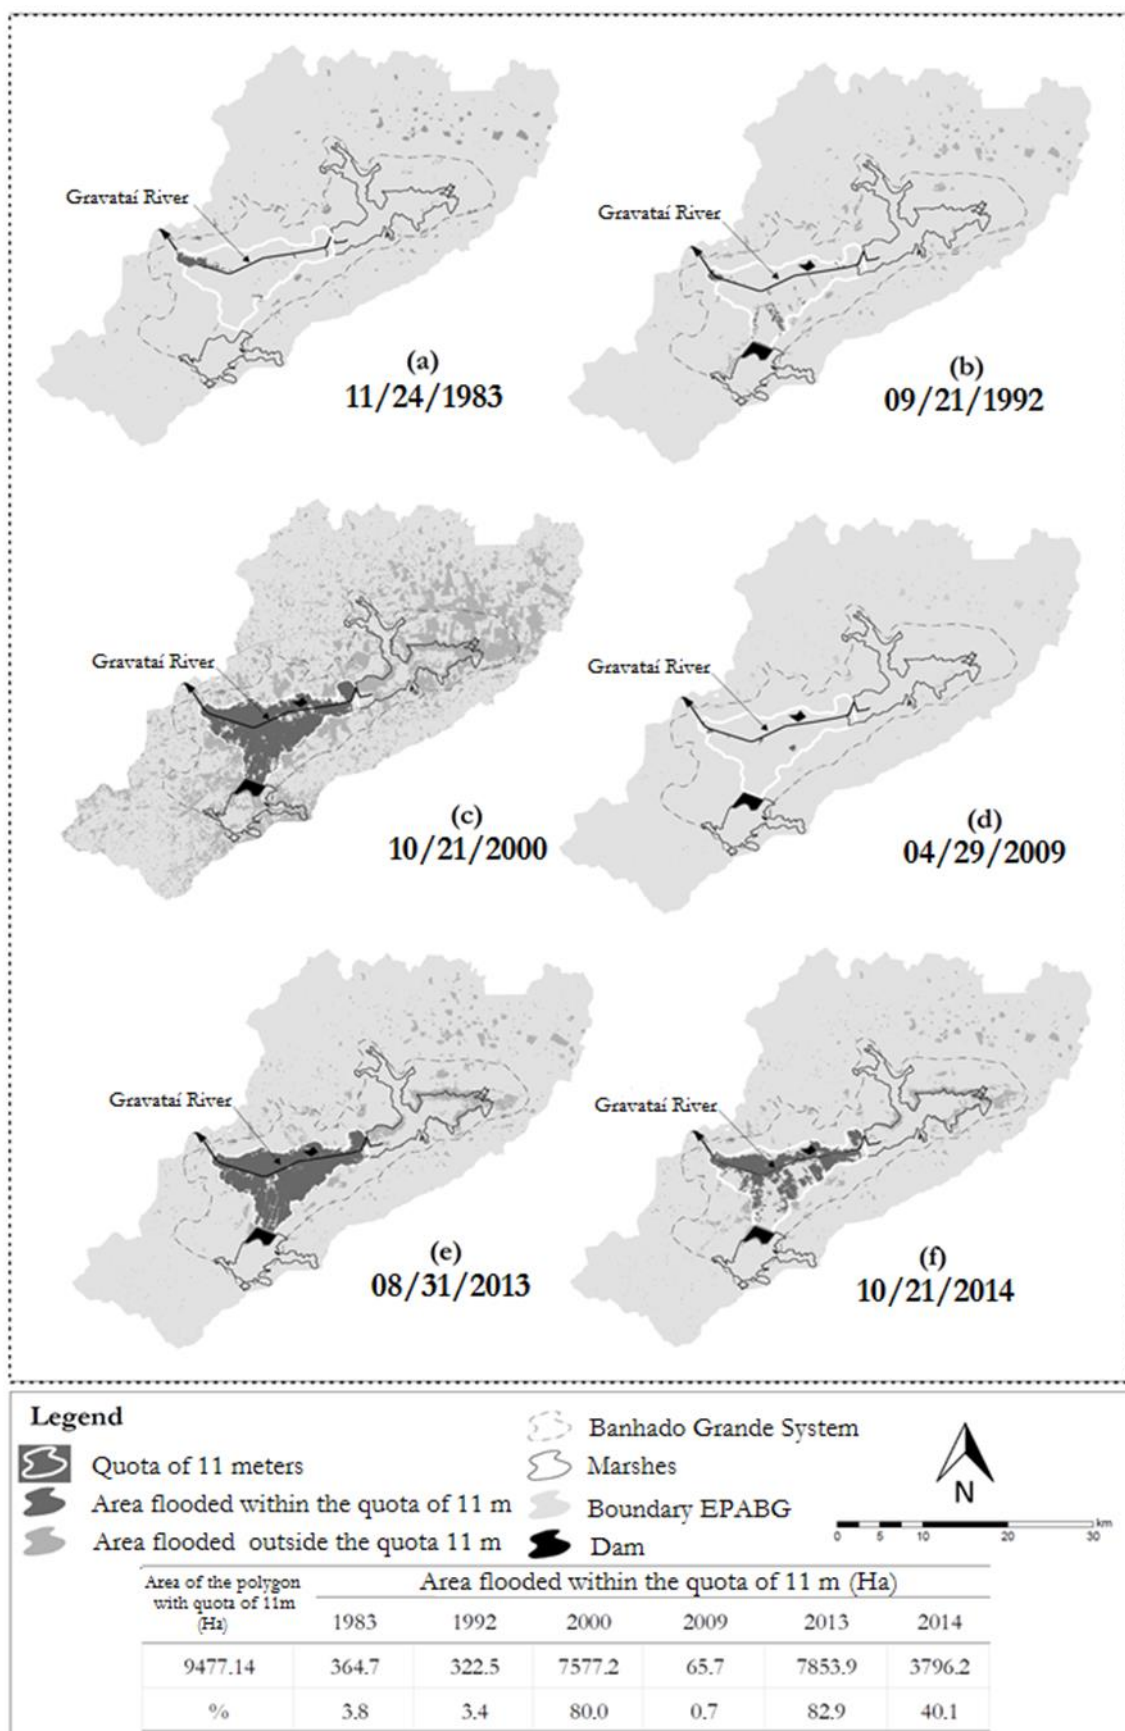 Gravataí River
(a)
11/24/1983
Gravataí River
(b)
09/21/1992
Gravataí River
(c)
10/21/2000
Gravataí River
(d)
04/29/2009
Gravataí River
(e)
08/31/2013
Gravataí River
(f)
10/21/2014
Legend
Quota of 11 meters
Area flooded within the quota of 11 m
Area flooded outside the quota 11 m
Banhado Grande System
Marshes
Boundary EPABG
Dam
N
km
0 5 10 20 30
Area of the polygon with quota of 11m (Ha)
Area flooded within the quota of 11 m (Ha)
1983 1992 2000 2009 2013 2014
9477.14 364.7 322.5 7577.2 65.7 7853.9 3796.2
% 3.8 3.4 80.0 0.7 82.9 40.1